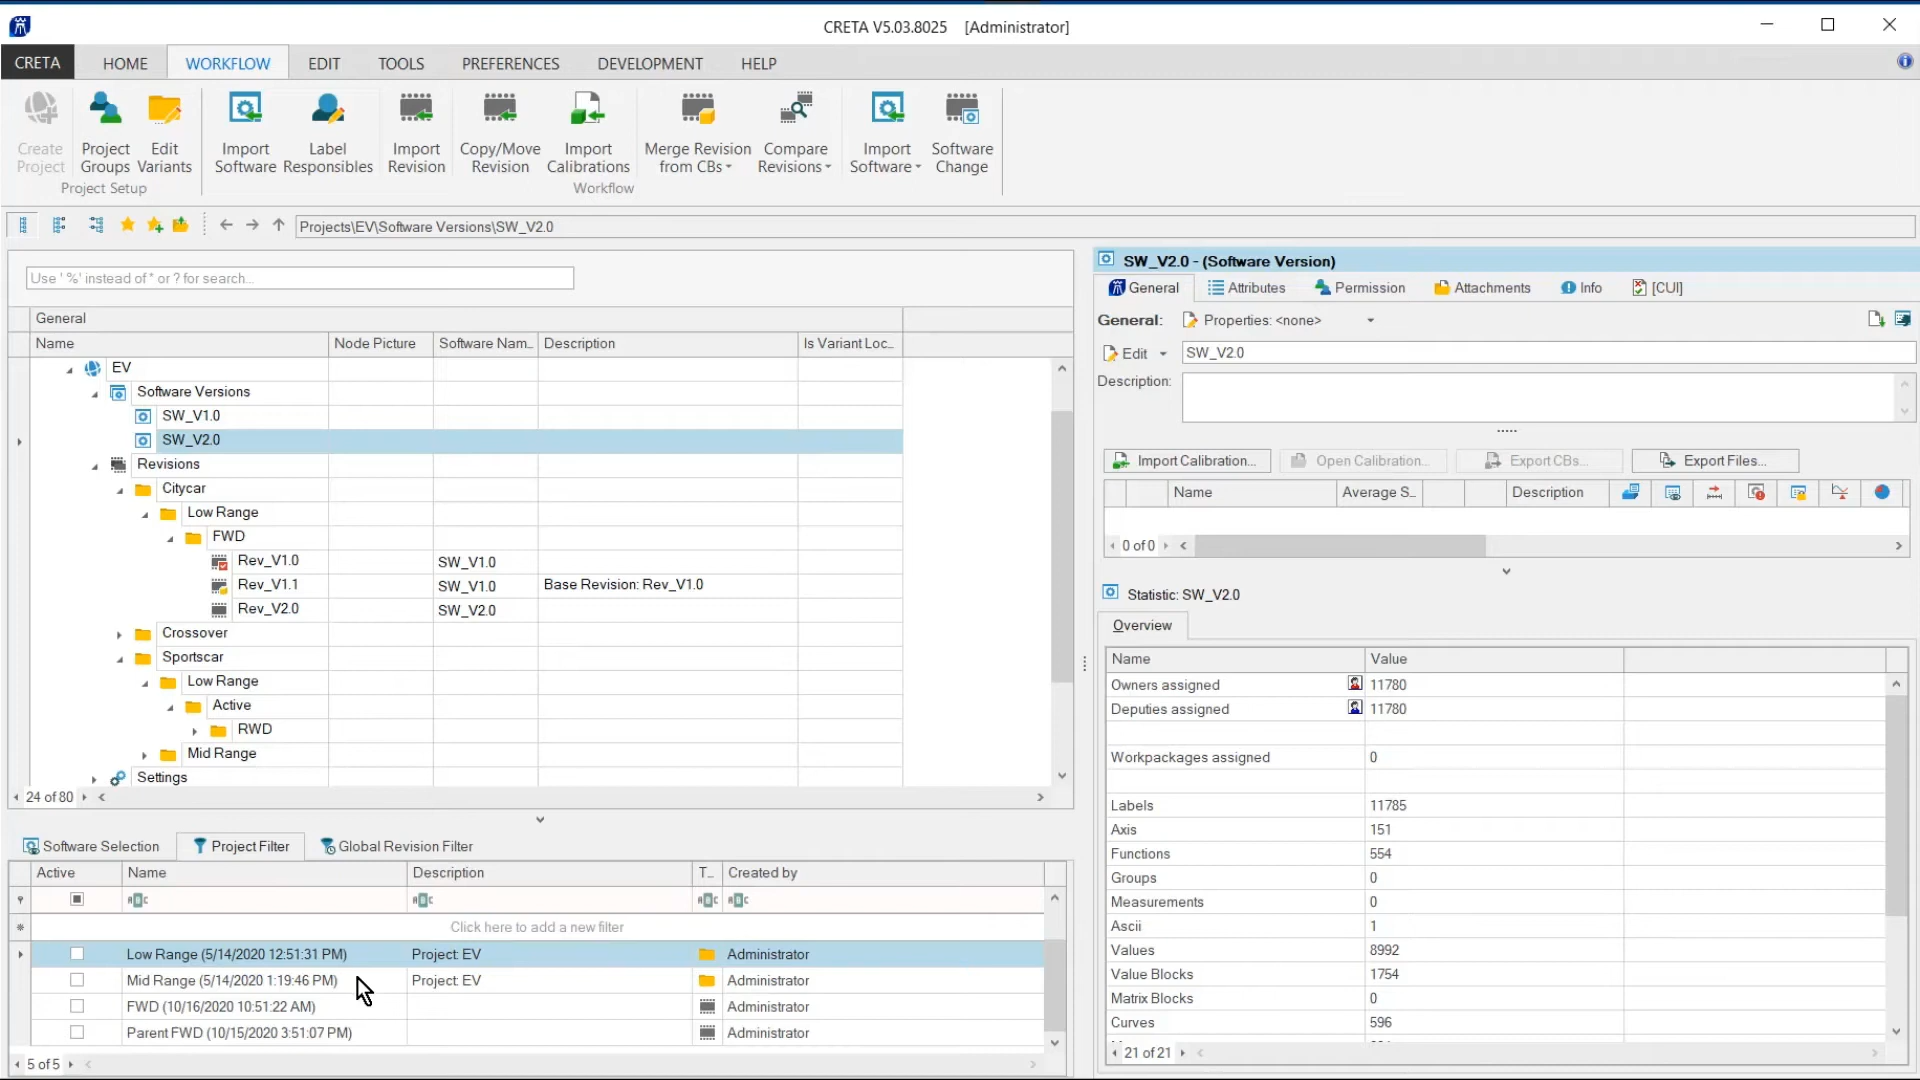 CRETA V5.03.8025 [Administrator]
CRETA HOME WORKFLOW EDIT TOOLS PREFERENCES DEVELOPMENT HELP
Create Project
Project Groups
Edit Variants
Import Software
Label Responsibles
Import Revision
Copy/Move Revision
Import Calibrations
Merge Revision from CBs
Compare Revisions
Import Software
Software Change
Project Setup
Workflow
Projects\EV\Software Versions\SW_V2.0
Use ' %' instead of * or ? for search...
General
Name Node Picture Software Nam... Description Is Variant Loc...
EV
Software Versions
SW_V1.0
SW_V2.0
Revisions
Citycar
Low Range
FWD
Rev_V1.0 SW_V1.0
Rev_V1.1 SW_V1.0 Base Revision: Rev_V1.0
Rev_V2.0 SW_V2.0
Crossover
Sportscar
Low Range
Active
RWD
Mid Range
Settings
24 of 80
Software Selection Project Filter Global Revision Filter
Active Name Description T... Created by
Click here to add a new filter
Low Range (5/14/2020 12:51:31 PM) Project: EV Administrator
Mid Range (5/14/2020 1:19:46 PM) Project: EV Administrator
FWD (10/16/2020 10:51:22 AM) Administrator
Parent FWD (10/15/2020 3:51:07 PM) Administrator
5 of 5
SW_V2.0 - (Software Version)
General Attributes Permission Attachments Info [CUI]
General: Properties: <none>
Edit SW_V2.0
Description:
Import Calibration... Open Calibration... Export CBs... Export Files...
Name Average S... Description
0 of 0
Statistic: SW_V2.0
Overview
Name Value
Owners assigned 11780
Deputies assigned 11780
Workpackages assigned 0
Labels 11785
Axis 151
Functions 554
Groups 0
Measurements 0
Ascii 1
Values 8992
Value Blocks 1754
Matrix Blocks 0
Curves 596
21 of 21